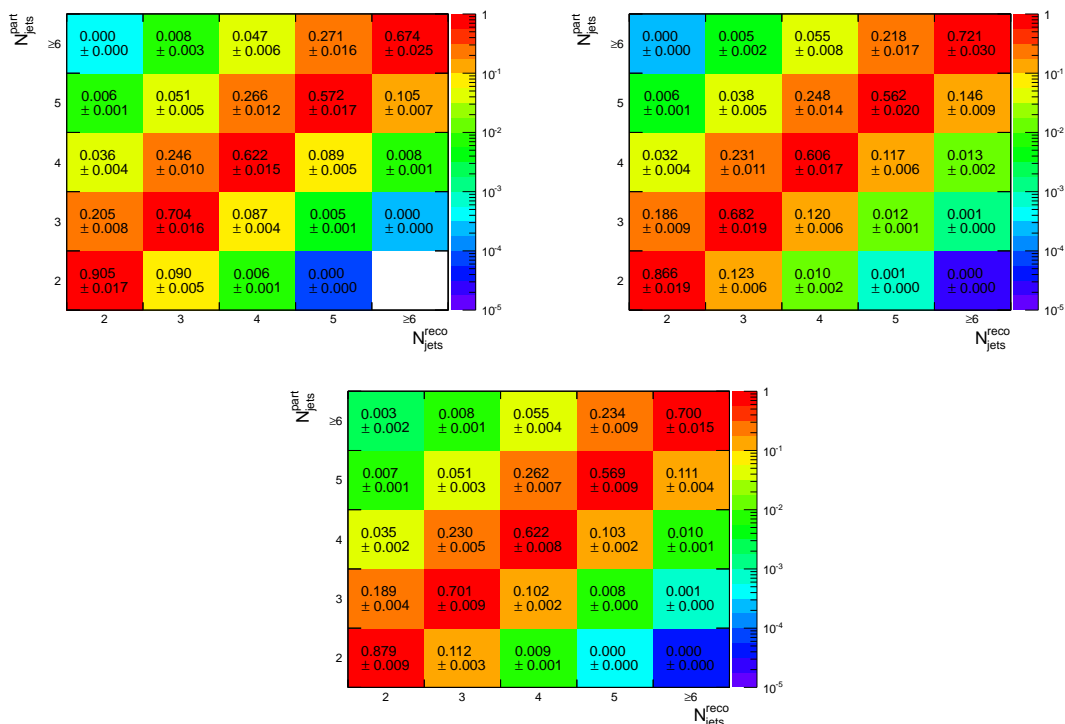 N_jets^part
≥6
0.000 0.008 0.047 0.271 0.674
± 0.000 ± 0.003 ± 0.006 ± 0.016 ± 0.025
5
0.006 0.051 0.266 0.572 0.105
± 0.001 ± 0.005 ± 0.012 ± 0.017 ± 0.007
4
0.036 0.246 0.622 0.089 0.008
± 0.004 ± 0.010 ± 0.015 ± 0.005 ± 0.001
3
0.205 0.704 0.087 0.005 0.000
± 0.008 ± 0.016 ± 0.004 ± 0.001 ± 0.000
2
0.905 0.090 0.006 0.000
± 0.017 ± 0.005 ± 0.001 ± 0.000
2 3 4 5 ≥6
N_jets^reco
1
10^-1
10^-2
10^-3
10^-4
10^-5
N_jets^part
≥6
0.000 0.005 0.055 0.218 0.721
± 0.000 ± 0.002 ± 0.008 ± 0.017 ± 0.030
5
0.006 0.038 0.248 0.562 0.146
± 0.001 ± 0.005 ± 0.014 ± 0.020 ± 0.009
4
0.032 0.231 0.606 0.117 0.013
± 0.004 ± 0.011 ± 0.017 ± 0.006 ± 0.002
3
0.186 0.682 0.120 0.012 0.001
± 0.009 ± 0.019 ± 0.006 ± 0.001 ± 0.000
2
0.866 0.123 0.010 0.001 0.000
± 0.019 ± 0.006 ± 0.002 ± 0.000 ± 0.000
2 3 4 5 ≥6
N_jets^reco
1
10^-1
10^-2
10^-3
10^-4
10^-5
N_jets^part
≥6
0.003 0.008 0.055 0.234 0.700
± 0.002 ± 0.001 ± 0.004 ± 0.009 ± 0.015
5
0.007 0.051 0.262 0.569 0.111
± 0.001 ± 0.003 ± 0.007 ± 0.009 ± 0.004
4
0.035 0.230 0.622 0.103 0.010
± 0.002 ± 0.005 ± 0.008 ± 0.002 ± 0.001
3
0.189 0.701 0.102 0.008 0.001
± 0.004 ± 0.009 ± 0.002 ± 0.000 ± 0.000
2
0.879 0.112 0.009 0.000 0.000
± 0.009 ± 0.003 ± 0.001 ± 0.000 ± 0.000
2 3 4 5 ≥6
N_jets^reco
1
10^-1
10^-2
10^-3
10^-4
10^-5